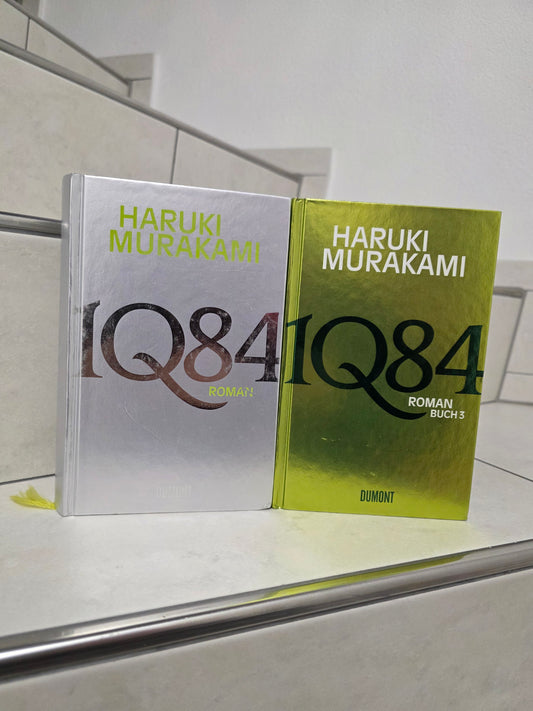 HARUKI
MURAKAMI
1Q84
ROMAN
DUMONT
HARUKI
MURAKAMI
1Q84
ROMAN
BUCH 3
DUMONT